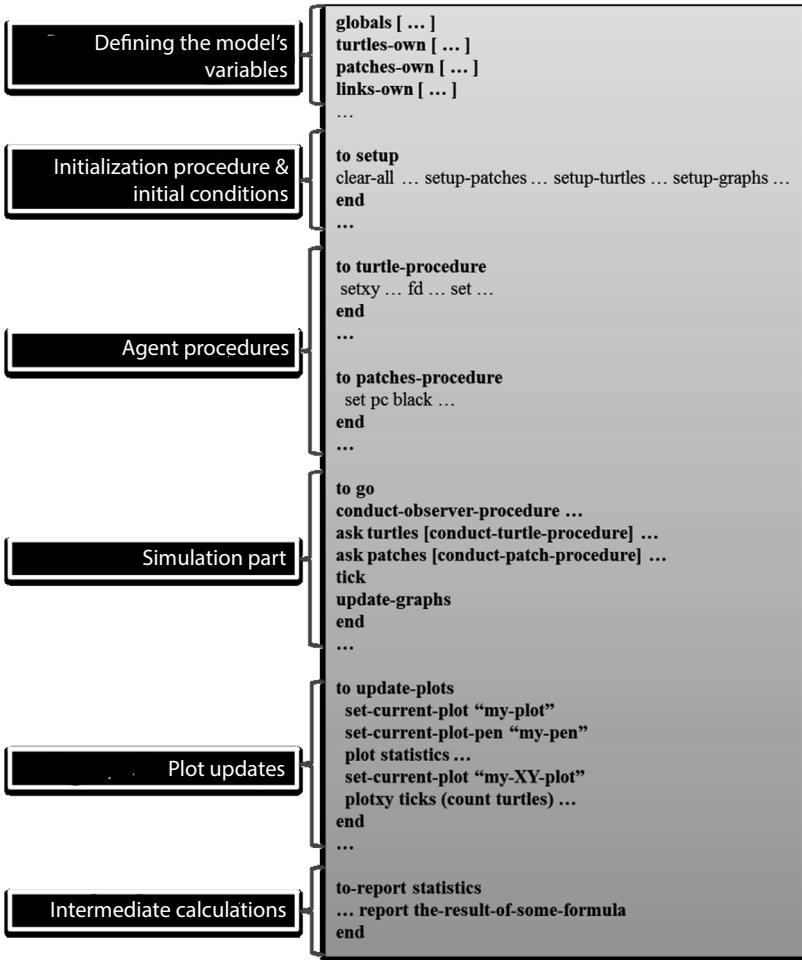 Defining the model's
variables
globals [ … ]
turtles-own [ … ]
patches-own [ … ]
links-own [ … ]
…
Initialization procedure &
initial conditions
to setup
clear-all … setup-patches … setup-turtles … setup-graphs …
end
…
Agent procedures
to turtle-procedure
setxy … fd … set …
end
…
to patches-procedure
set pc black …
end
…
Simulation part
to go
conduct-observer-procedure …
ask turtles [conduct-turtle-procedure] …
ask patches [conduct-patch-procedure] …
tick
update-graphs
end
…
Plot updates
to update-plots
set-current-plot “my-plot”
set-current-plot-pen “my-pen”
plot statistics …
set-current-plot “my-XY-plot”
plotxy ticks (count turtles) …
end
…
Intermediate calculations
to-report statistics
… report the-result-of-some-formula
end